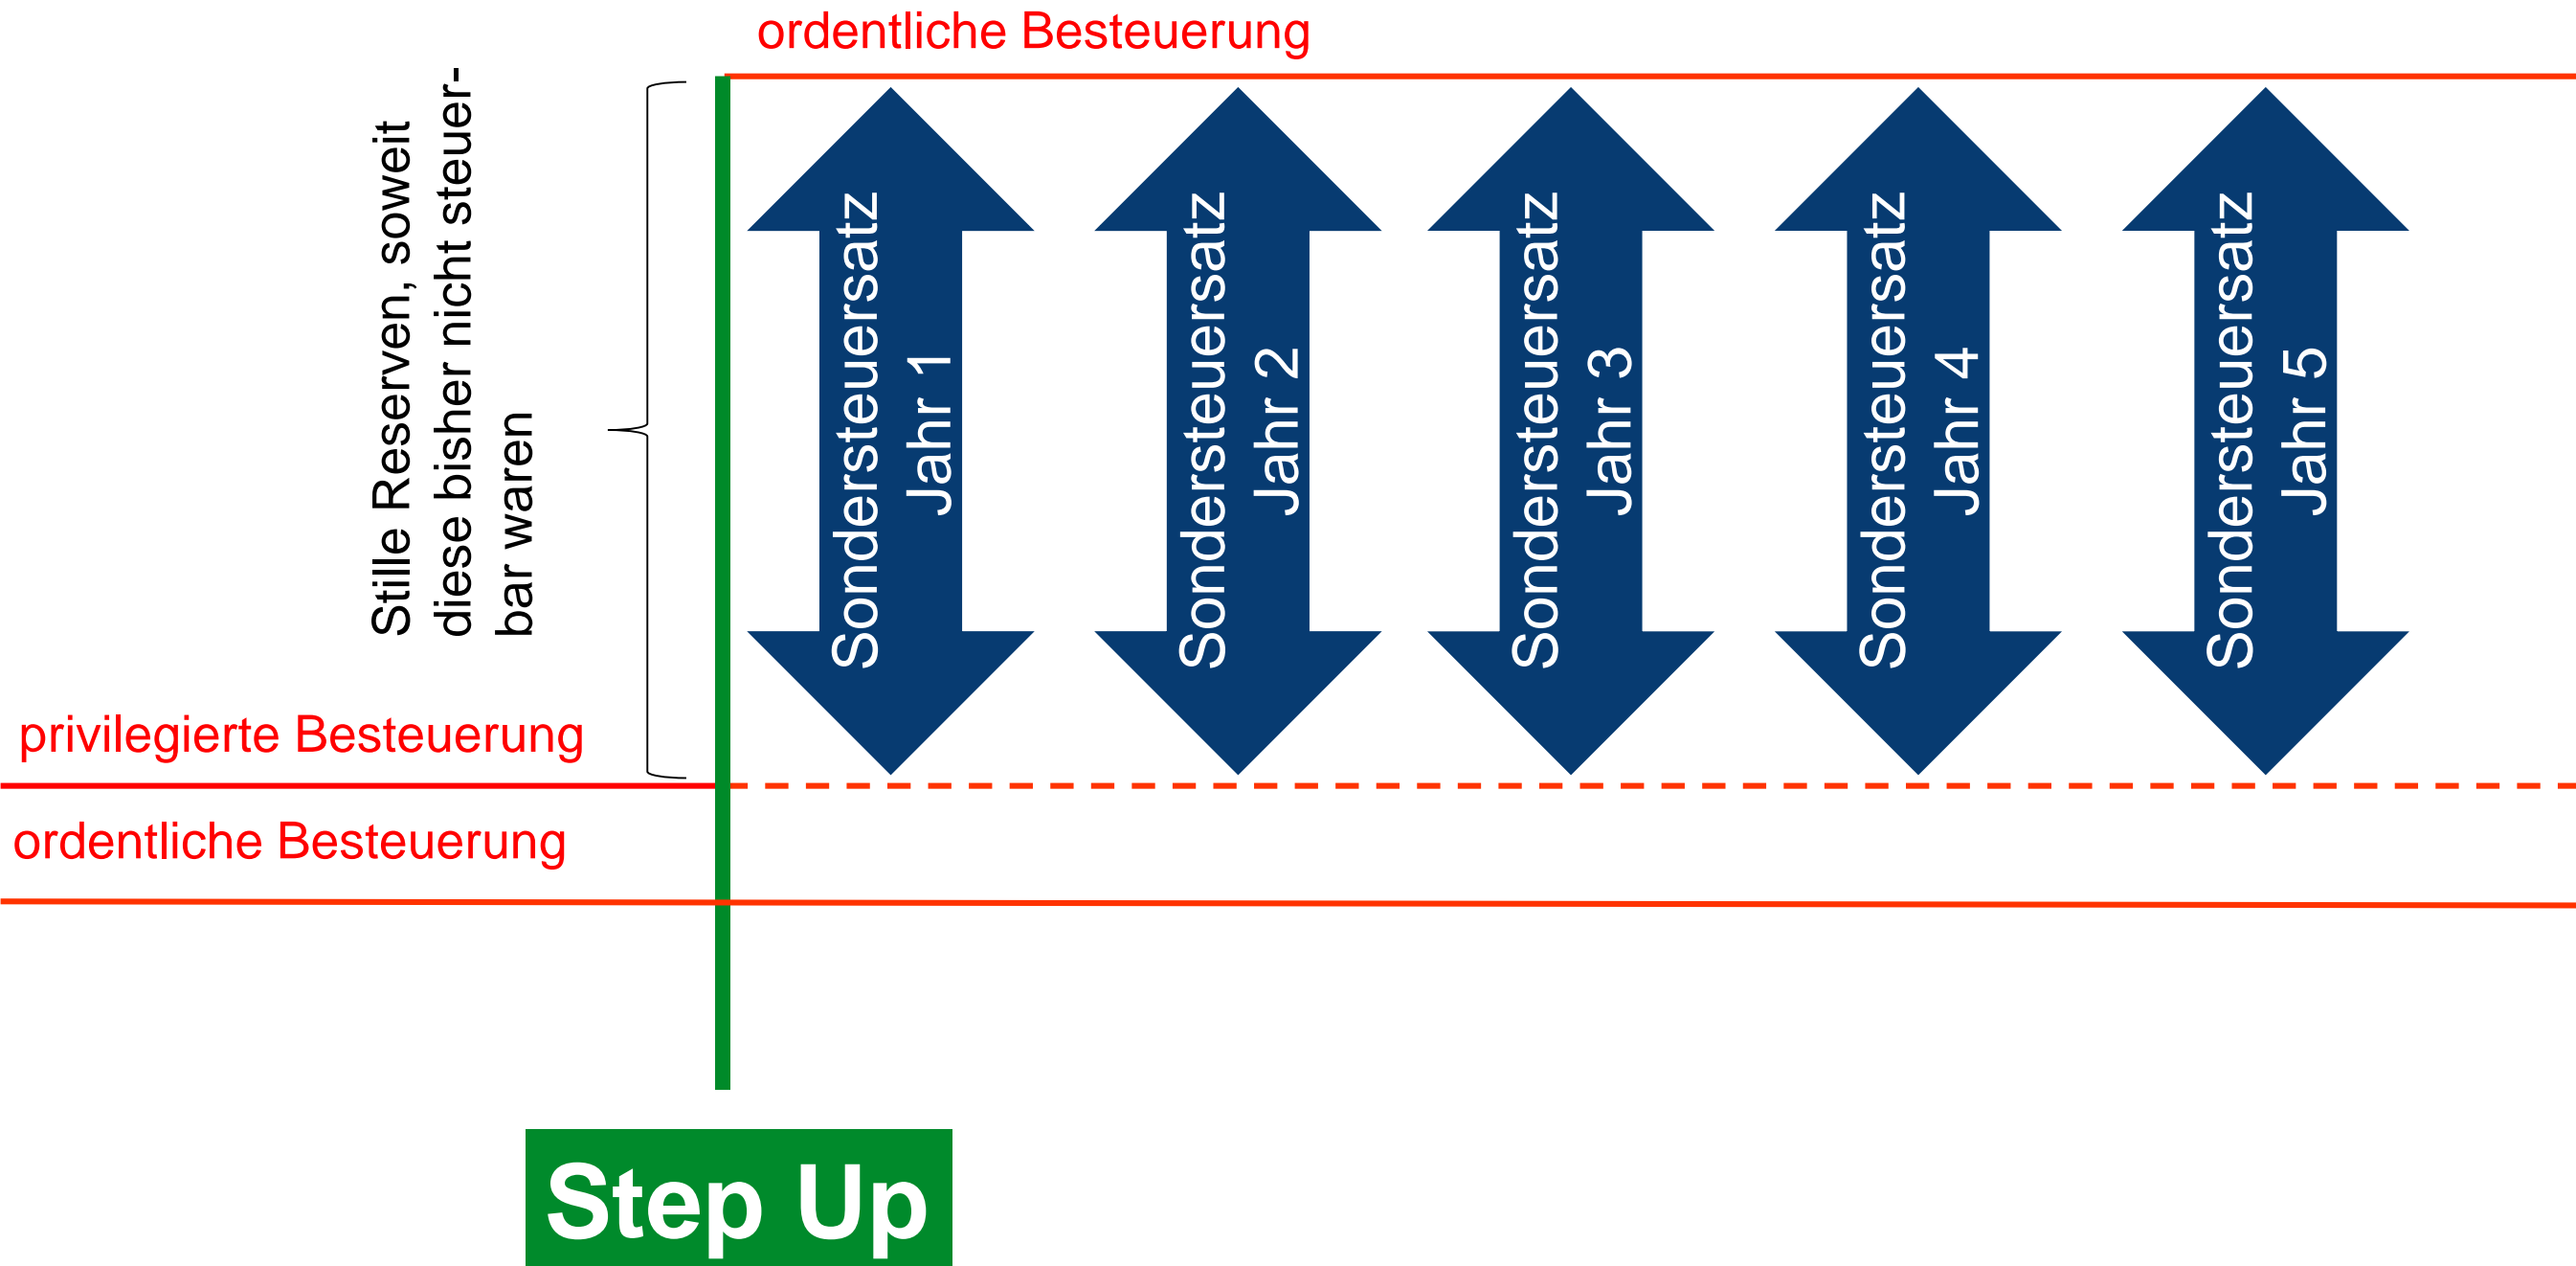 ordentliche Besteuerung
Stille Reserven, soweit
diese bisher nicht steuer-
bar waren
Sondersteuersatz
Jahr 1
Sondersteuersatz
Jahr 2
Sondersteuersatz
Jahr 3
Sondersteuersatz
Jahr 4
Sondersteuersatz
Jahr 5
privilegierte Besteuerung
ordentliche Besteuerung
Step Up